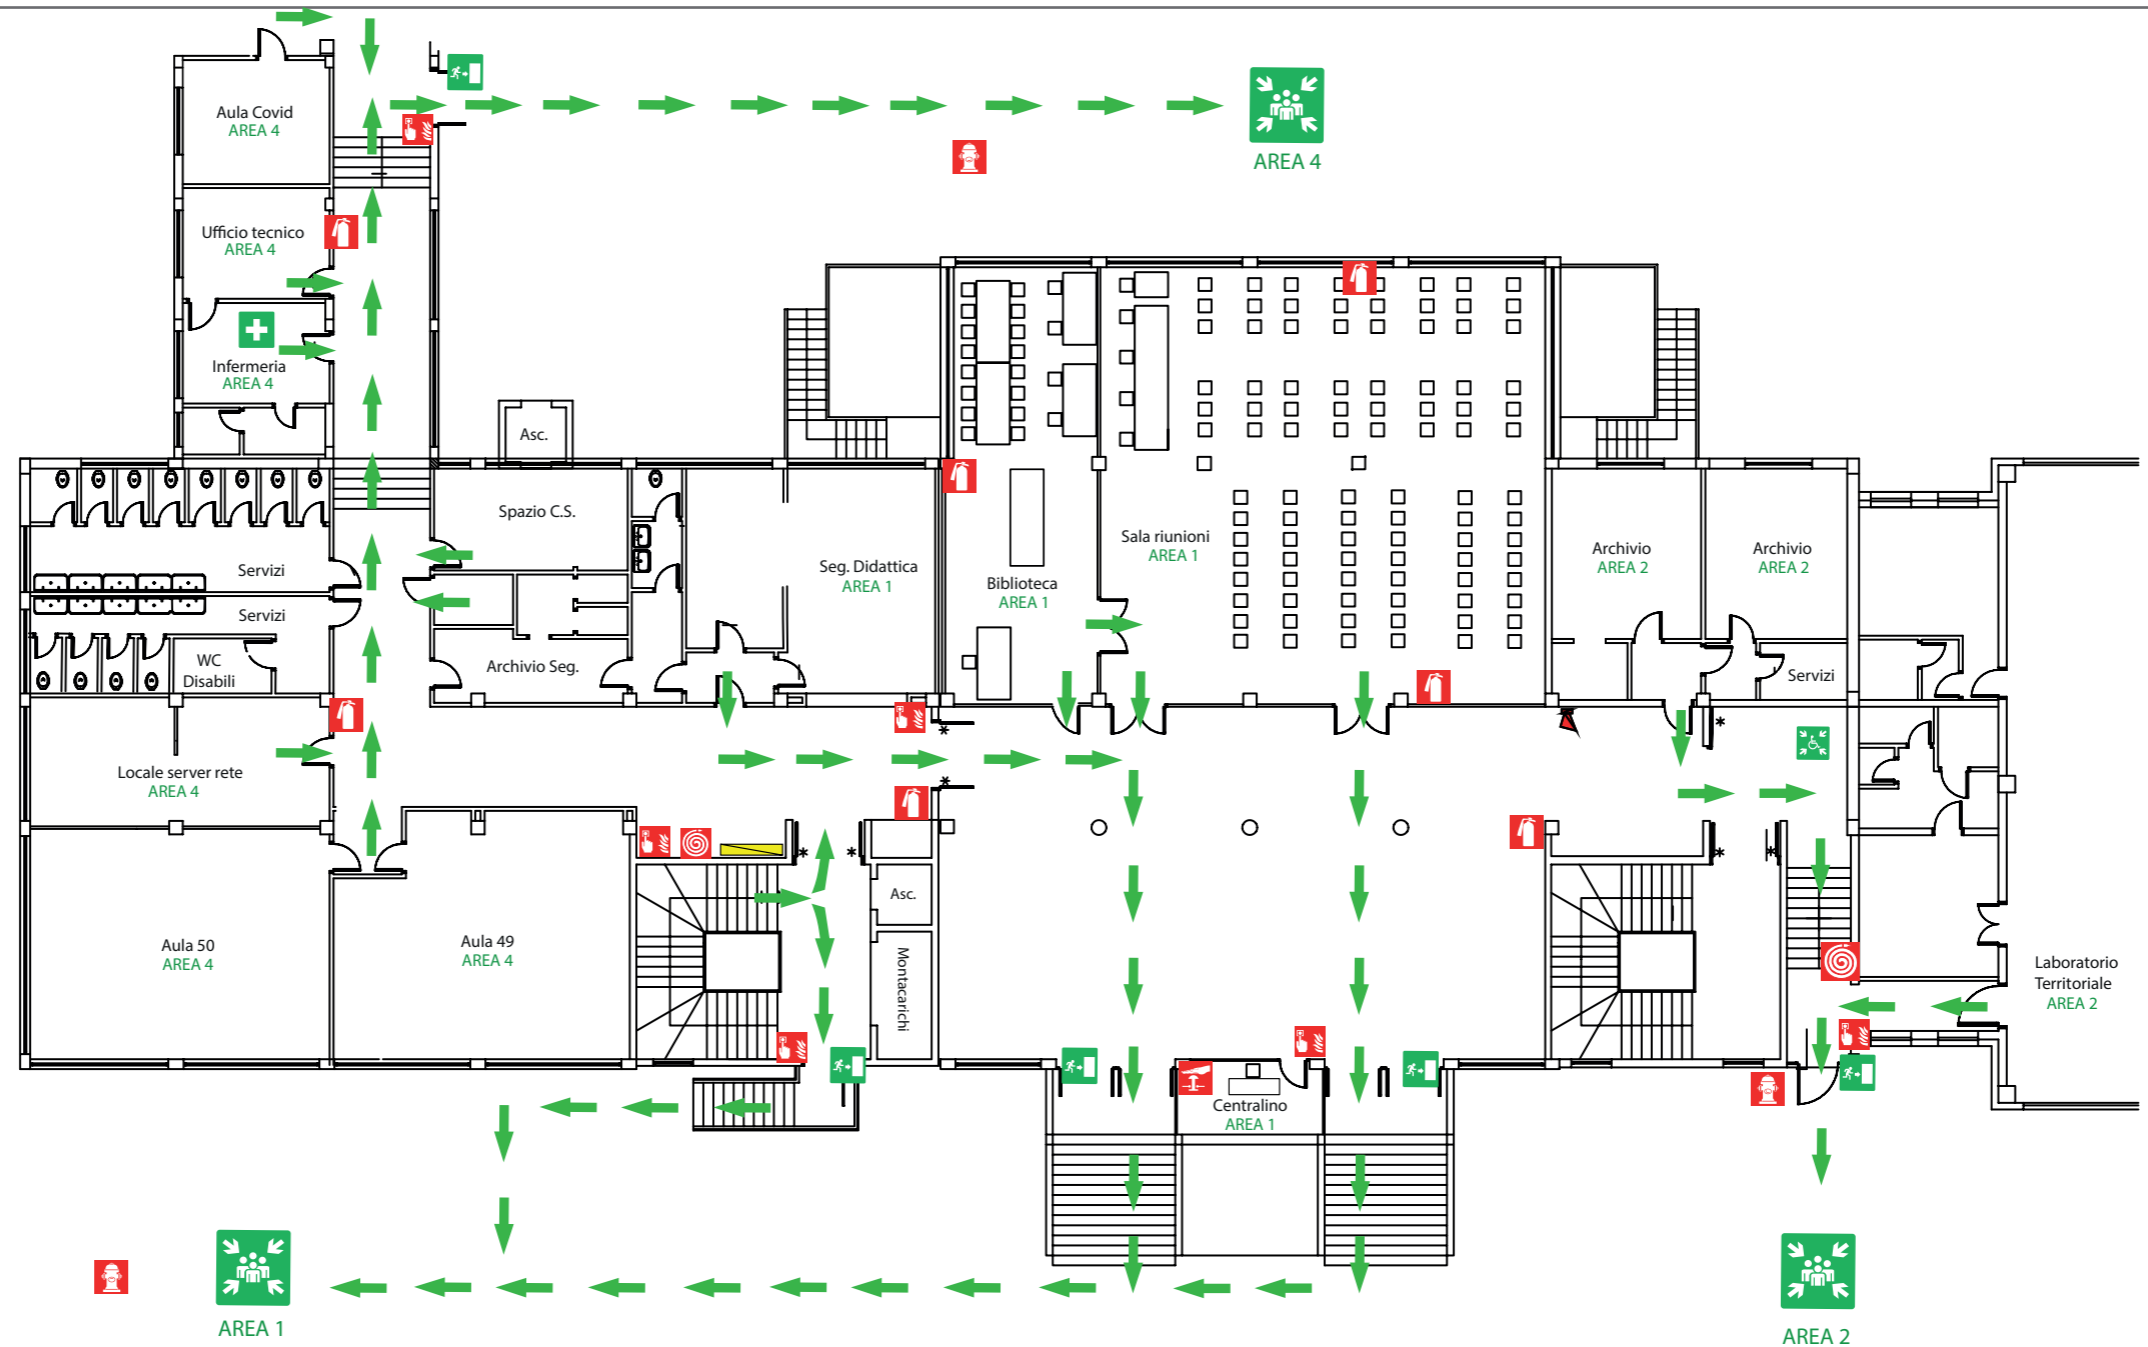 Aula Covid
AREA 4
AREA 4
Ufficio tecnico
AREA 4
Infermeria
AREA 4
Asc.
Spazio C.S.
Servizi
Servizi
WC
Disabili
Archivio Seg.
Seg. Didattica
AREA 1
Biblioteca
AREA 1
Sala riunioni
AREA 1
Archivio
AREA 2
Archivio
AREA 2
Servizi
Locale server rete
AREA 4
Aula 50
AREA 4
Aula 49
AREA 4
Asc.
Montacarichi
Laboratorio
Territoriale
AREA 2
Centralino
AREA 1
AREA 1
AREA 2